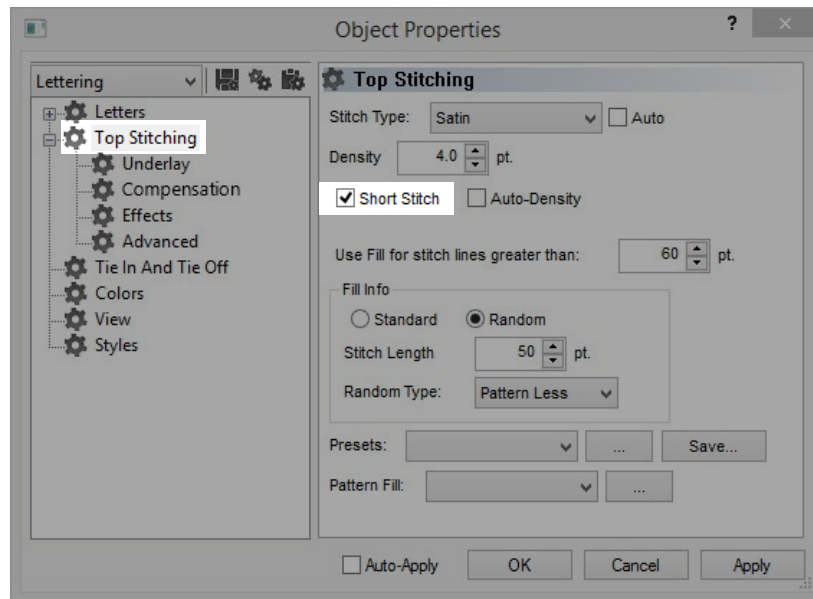 Object Properties
?
Lettering
Letters
Top Stitching
Underlay
Compensation
Effects
Advanced
Tie In And Tie Off
Colors
View
Styles
Top Stitching
Stitch Type: Satin Auto
Density 4.0 pt.
Short Stitch Auto-Density
Use Fill for stitch lines greater than: 60 pt.
Fill Info
Standard Random
Stitch Length 50 pt.
Random Type: Pattern Less
Presets: ... Save...
Pattern Fill: ...
Auto-Apply OK Cancel Apply